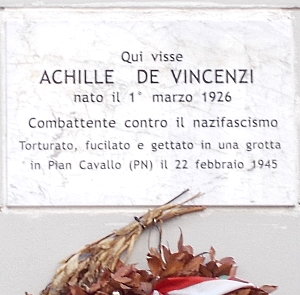 Qui visse
ACHILLE DE VINCENZI
nato il 1° marzo 1926
Combattente contro il nazifascismo
Torturato, fucilato e gettato in una grotta
in Pian Cavallo (PN) il 22 febbraio 1945